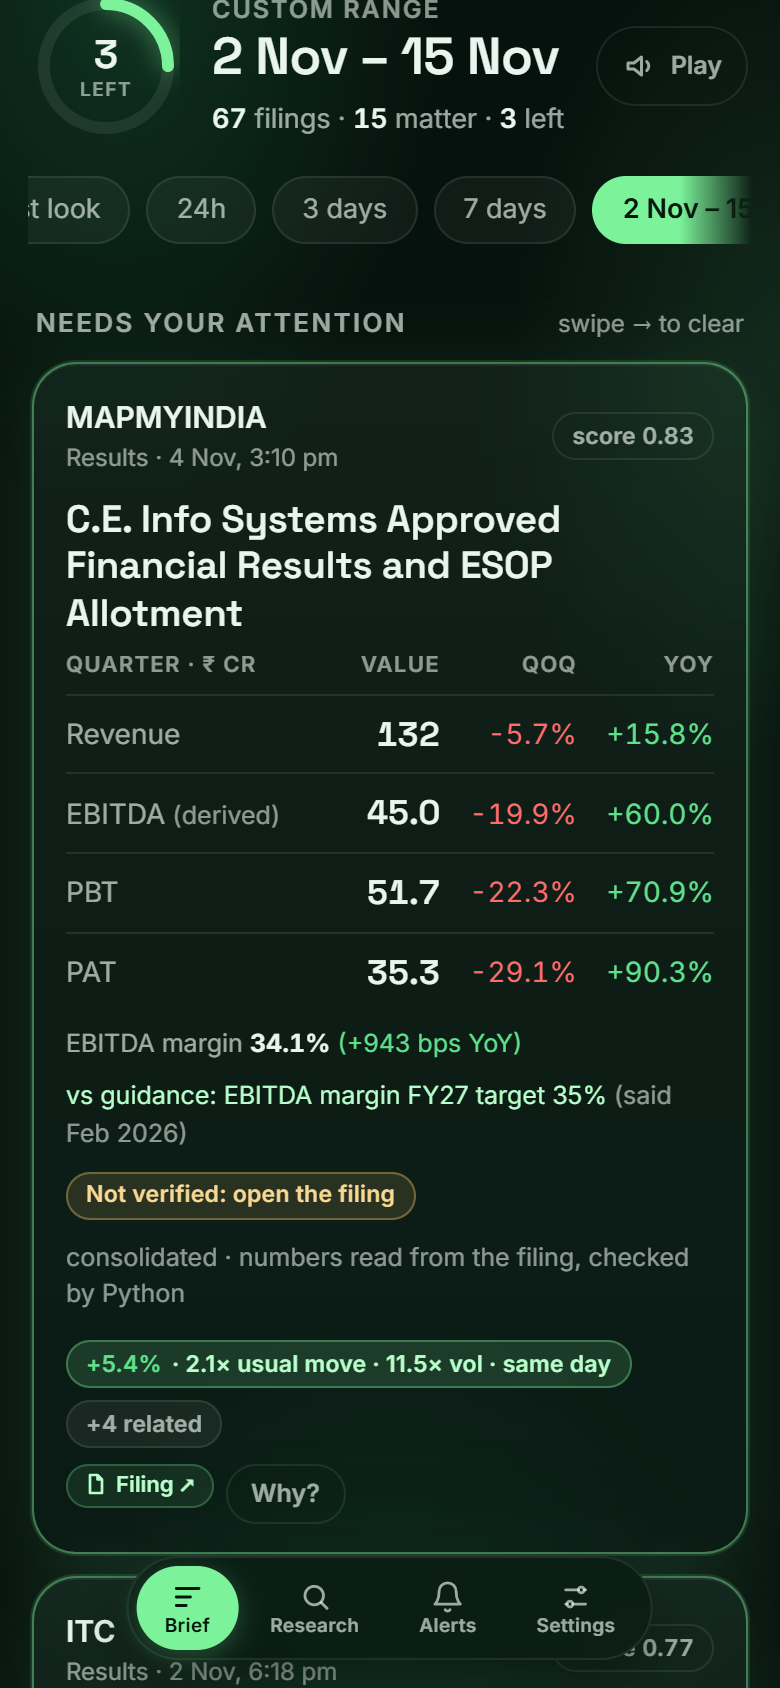 3
LEFT
CUSTOM RANGE
2 Nov – 15 Nov
67 filings · 15 matter · 3 left
Play
look
24h
3 days
7 days
2 Nov – 15
NEEDS YOUR ATTENTION
swipe → to clear
MAPMYINDIA
Results · 4 Nov, 3:10 pm
score 0.83
C.E. Info Systems Approved
Financial Results and ESOP
Allotment
QUARTER · ₹ CR VALUE QOQ YOY
Revenue 132 -5.7% +15.8%
EBITDA (derived) 45.0 -19.9% +60.0%
PBT 51.7 -22.3% +70.9%
PAT 35.3 -29.1% +90.3%
EBITDA margin 34.1% (+943 bps YoY)
vs guidance: EBITDA margin FY27 target 35% (said
Feb 2026)
Not verified: open the filing
consolidated · numbers read from the filing, checked
by Python
+5.4% · 2.1× usual move · 11.5× vol · same day
+4 related
Filing ↗
Why?
Brief
Research
Alerts
Settings
ITC
0.77
Results · 2 Nov, 6:18 pm